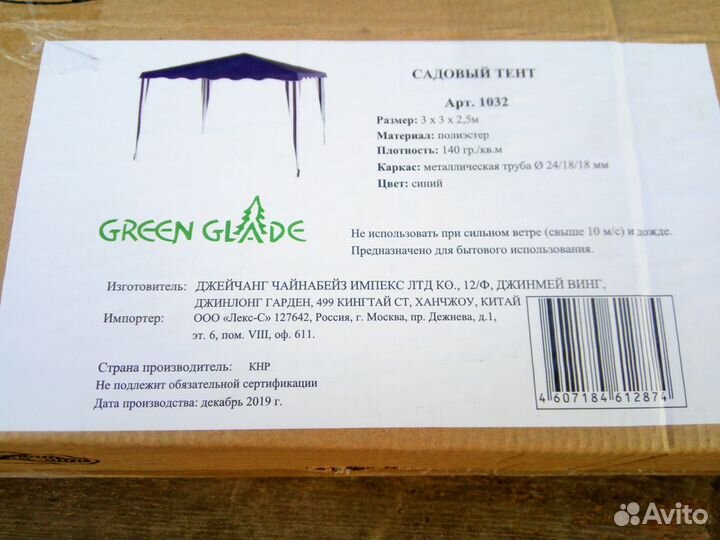 САДОВЫЙ ТЕНТ
Арт. 1032
Размер: 3 х 3 х 2,5м
Материал: полиэстер
Плотность: 140 гр./кв.м
Каркас: металлическая труба Ø 24/18/18 мм
Цвет: синий
GREEN GLADE
Не использовать при сильном ветре (свыше 10 м/с) и дожде.
Предназначено для бытового использования.
Изготовитель: ДЖЕЙЧАНГ ЧАЙНАБЕЙЗ ИМПЕКС ЛТД КО., 12/Ф, ДЖИНМЕЙ ВИНГ,
ДЖИНЛОНГ ГАРДЕН, 499 КИНГТАЙ СТ, ХАНЧЖОУ, КИТАЙ
Импортер: ООО «Лекс-С» 127642, Россия, г. Москва, пр. Дежнева, д.1,
эт. 6, пом. VIII, оф. 611.
Страна производитель: КНР
Не подлежит обязательной сертификации
Дата производства: декабрь 2019 г.
4 607184 612874
Avito